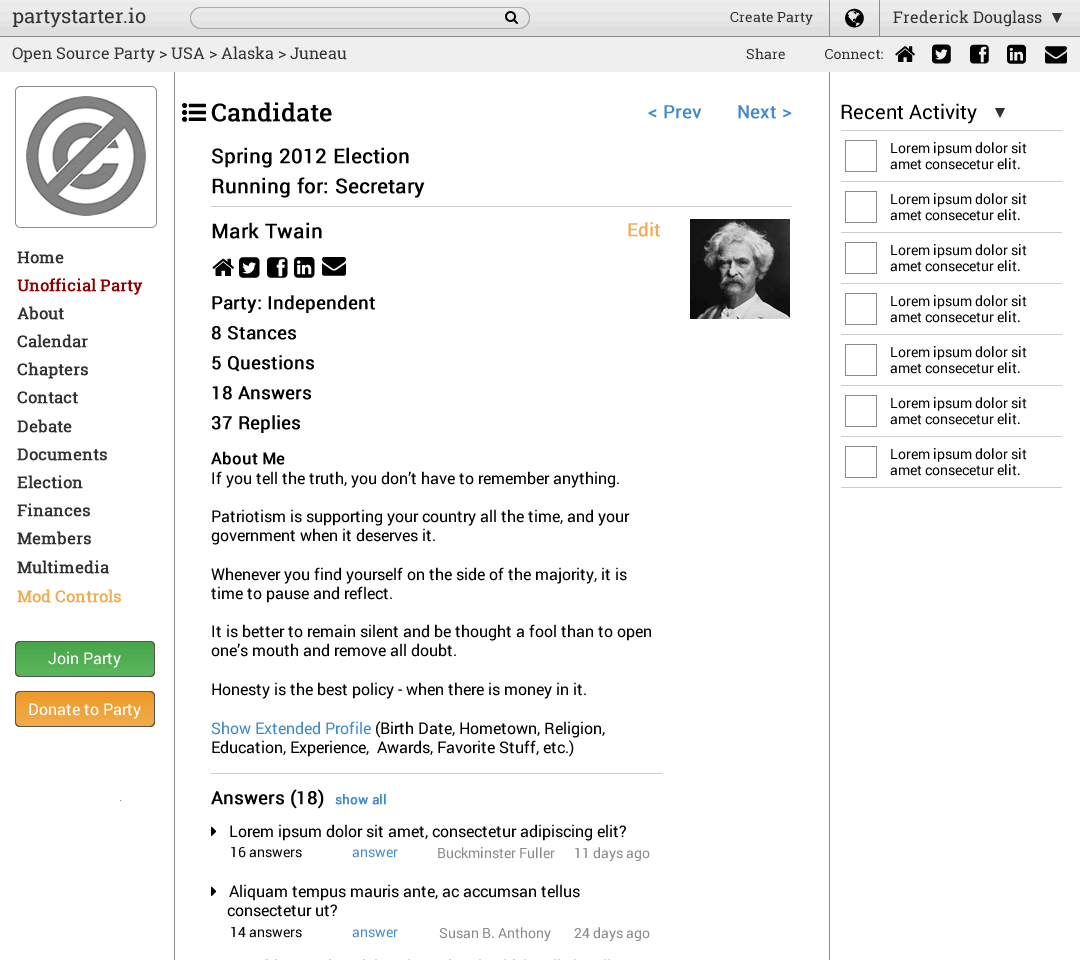 partystarter.io
Create Party
Frederick Douglass ▼
Open Source Party > USA > Alaska > Juneau
Share
Connect:
Home
Unofficial Party
About
Calendar
Chapters
Contact
Debate
Documents
Election
Finances
Members
Multimedia
Mod Controls
Join Party
Donate to Party
Candidate
< Prev
Next >
Spring 2012 Election
Running for: Secretary
Mark Twain
Edit
Party: Independent
8 Stances
5 Questions
18 Answers
37 Replies
About Me
If you tell the truth, you don’t have to remember anything.
Patriotism is supporting your country all the time, and your
government when it deserves it.
Whenever you find yourself on the side of the majority, it is
time to pause and reflect.
It is better to remain silent and be thought a fool than to open
one’s mouth and remove all doubt.
Honesty is the best policy - when there is money in it.
Show Extended Profile (Birth Date, Hometown, Religion,
Education, Experience,  Awards, Favorite Stuff, etc.)
Answers (18) show all
Lorem ipsum dolor sit amet, consectetur adipiscing elit?
16 answers answer Buckminster Fuller 11 days ago
Aliquam tempus mauris ante, ac accumsan tellus
consectetur ut?
14 answers answer Susan B. Anthony 24 days ago
Recent Activity ▼
Lorem ipsum dolor sit
amet consecetur elit.
Lorem ipsum dolor sit
amet consecetur elit.
Lorem ipsum dolor sit
amet consecetur elit.
Lorem ipsum dolor sit
amet consecetur elit.
Lorem ipsum dolor sit
amet consecetur elit.
Lorem ipsum dolor sit
amet consecetur elit.
Lorem ipsum dolor sit
amet consecetur elit.